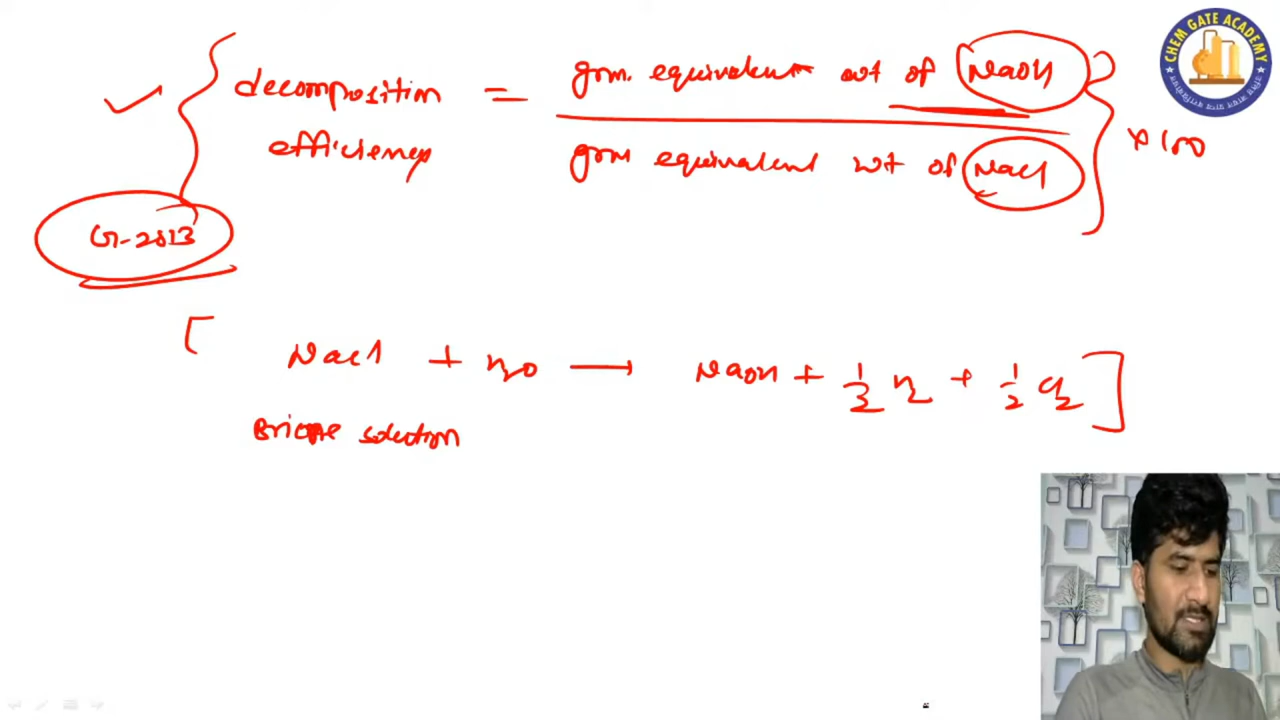 gm. equivalent wt of NaOH
decomposition =
efficiency
gm equivalent wt of NaCl
x 100
G-2013
[ NaCl + H2O → NaOH + 1/2 H2 + 1/2 Cl2 ]
Brine solution
CHEM GATE ACADEMY